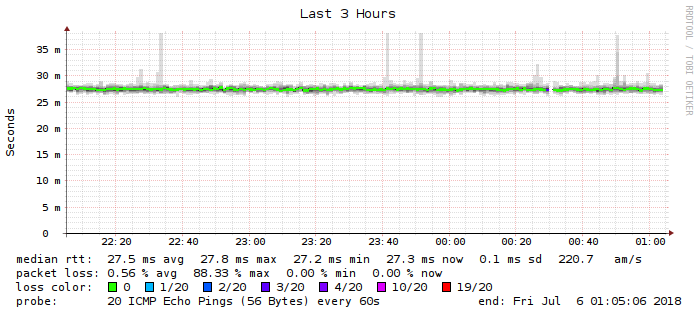 Last 3 Hours
RRDTOOL / TOBI OETIKER
Seconds
35 m
30 m
25 m
20 m
15 m
10 m
5 m
0
22:20 22:40 23:00 23:20 23:40 00:00 00:20 00:40 01:00
median rtt: 27.5 ms avg 27.8 ms max 27.2 ms min 27.3 ms now 0.1 ms sd 220.7 am/s
packet loss: 0.56 % avg 88.33 % max 0.00 % min 0.00 % now
loss color: 0 1/20 2/20 3/20 4/20 10/20 19/20
probe: 20 ICMP Echo Pings (56 Bytes) every 60s end: Fri Jul 6 01:05:06 2018